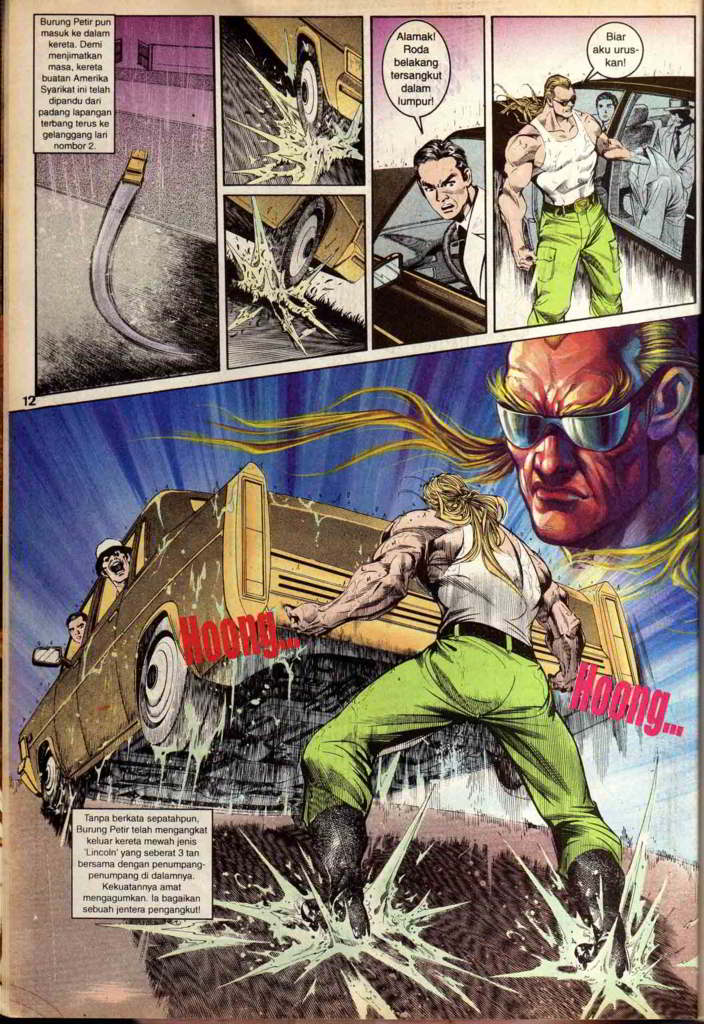 Burung Petir pun
masuk ke dalam
kereta. Demi
menjimatkan
masa, kereta
buatan Amerika
Syarikat ini telah
dipandu dari
padang lapangan
terbang terus ke
gelanggang lari
nombor 2.
Alamak!
Roda
belakang
tersangkut
dalam
lumpur!
Biar
aku urus-
kan!
12
Hoong...
Hoong...
Tanpa berkata sepatahpun,
Burung Petir telah mengangkat
keluar kereta mewah jenis
'Lincoln' yang seberat 3 tan
bersama dengan penumpang-
penumpang di dalamnya.
Kekuatannya amat
mengagumkan. Ia bagaikan
sebuah jentera pengangkut!